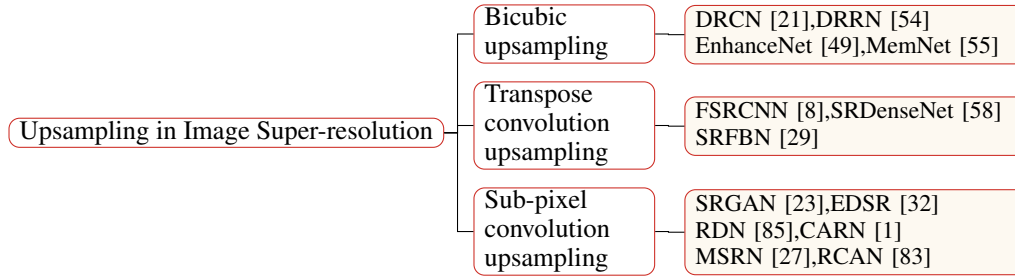 Upsampling in Image Super-resolution
Bicubic
upsampling
DRCN [21],DRRN [54]
EnhanceNet [49],MemNet [55]
Transpose
convolution
upsampling
FSRCNN [8],SRDenseNet [58]
SRFBN [29]
Sub-pixel
convolution
upsampling
SRGAN [23],EDSR [32]
RDN [85],CARN [1]
MSRN [27],RCAN [83]